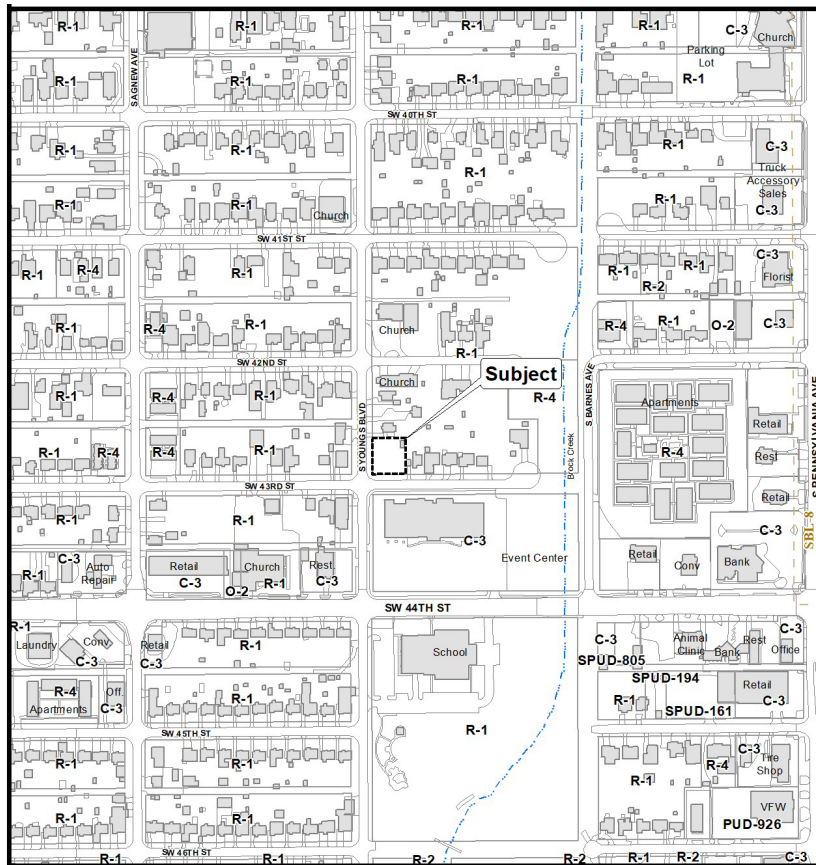 R-1
R-1
R-1
R-1
C-3
Church
Parking
Lot
S AGNEW AVE
R-1
R-1
R-1
R-1
SW 40TH ST
R-1
R-1
R-1
R-1
C-3
Truck
Accessory
Sales
R-1
R-1
Church
R-1
C-3
SW 41ST ST
R-1
R-4
R-1
R-1
R-1
C-3
R-2
Florist
R-1
R-4
R-1
Church
R-4
R-1
O-2
C-3
SW 42ND ST
R-1
Church
Subject
R-1
R-4
R-1
R-4
S BARNES AVE
Apartments
S YOUNGS BLVD
Retail
S PENNSYLVANIA AVE
R-1
R-4
R-4
R-1
Brock Creek
R-4
Rest
SW 43RD ST
Retail
R-1
R-1
C-3
SBL-8
C-3
Event Center
R-1
C-3
Auto
Repair
Retail
C-3
Church
R-1
Rest.
C-3
O-2
Retail
Conv
Bank
SW 44TH ST
R-1
Laundry
Conv
C-3
Retail
C-3
R-1
School
C-3
SPUD-805
Animal
Clinic
Bank
Rest
C-3
Office
SPUD-194
R-4
Apartments
Off.
C-3
R-1
R-1
SPUD-161
Retail
C-3
SW 45TH ST
R-1
R-1
R-1
R-1
R-4
C-3
Tire
Shop
VFW
PUD-926
R-1
R-1
SW 46TH ST
R-1
R-1
R-2
R-2
R-1
R-2
C-3